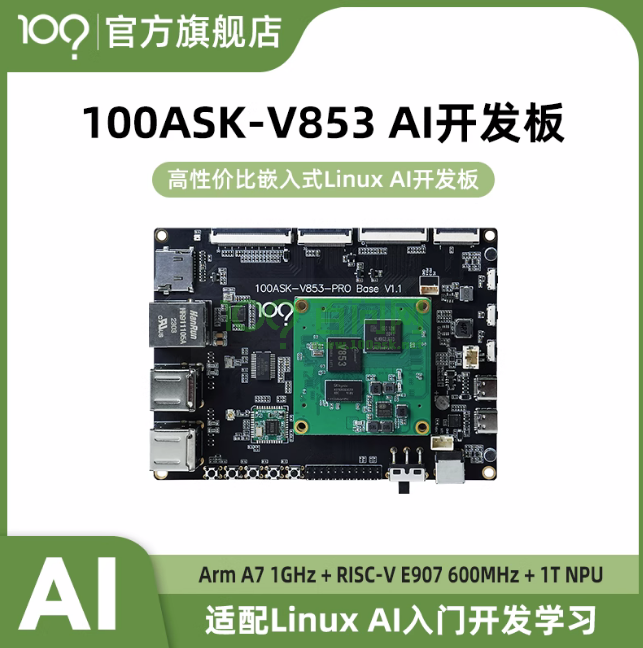 100? 官方旗舰店
100ASK-V853 AI开发板
高性价比嵌入式Linux AI开发板
100ASK-V853-PRO Base V1.1
100?
HanRun
V853
AI
Arm A7 1GHz + RISC-V E907 600MHz + 1T NPU
适配Linux AI入门开发学习